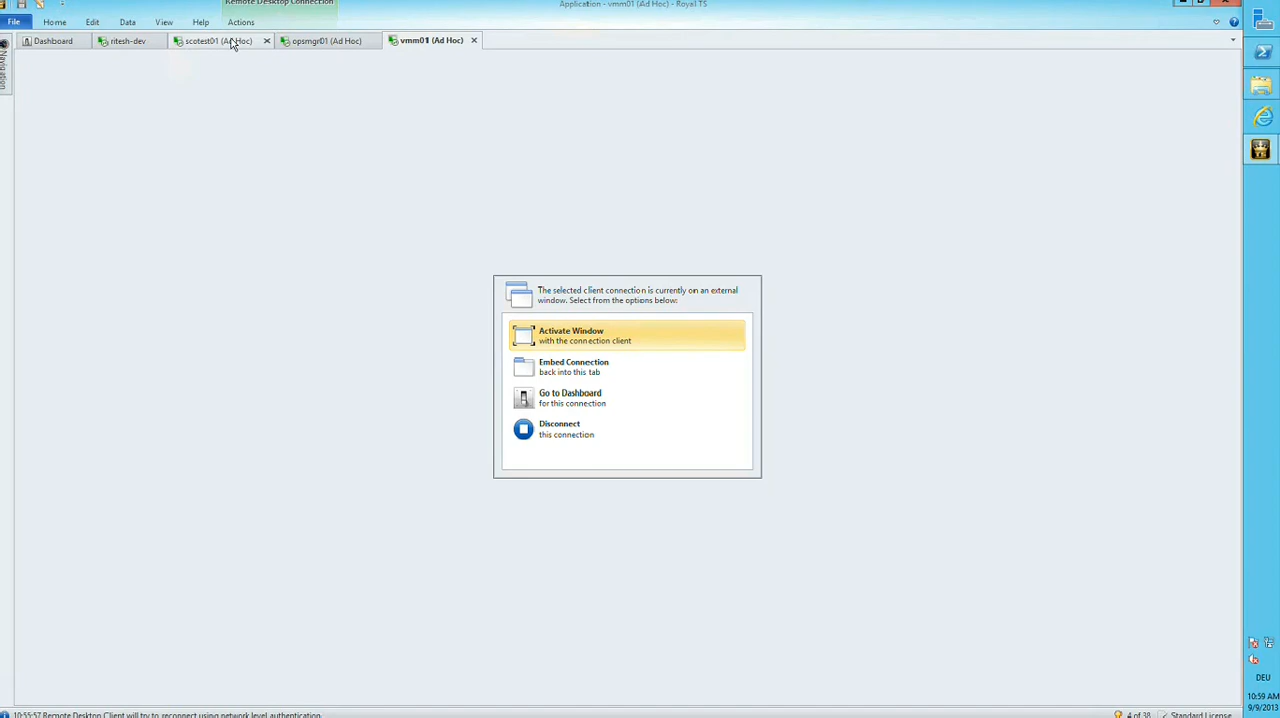 Remote Desktop Connection
Application - vmm01 (Ad Hoc) - Royal TS
File Home Edit Data View Help Actions
Dashboard ritesh-dev scotest01 (Ad Hoc) opsmgr01 (Ad Hoc) vmm01 (Ad Hoc)
Navigation
The selected client connection is currently on an external
window. Select from the options below:
Activate Window
with the connection client
Embed Connection
back into this tab
Go to Dashboard
for this connection
Disconnect
this connection
DEU
10:59 AM
9/9/2013
10:55:57 Remote Desktop Client will try to reconnect using network level authentication.
4 of 38 Standard License